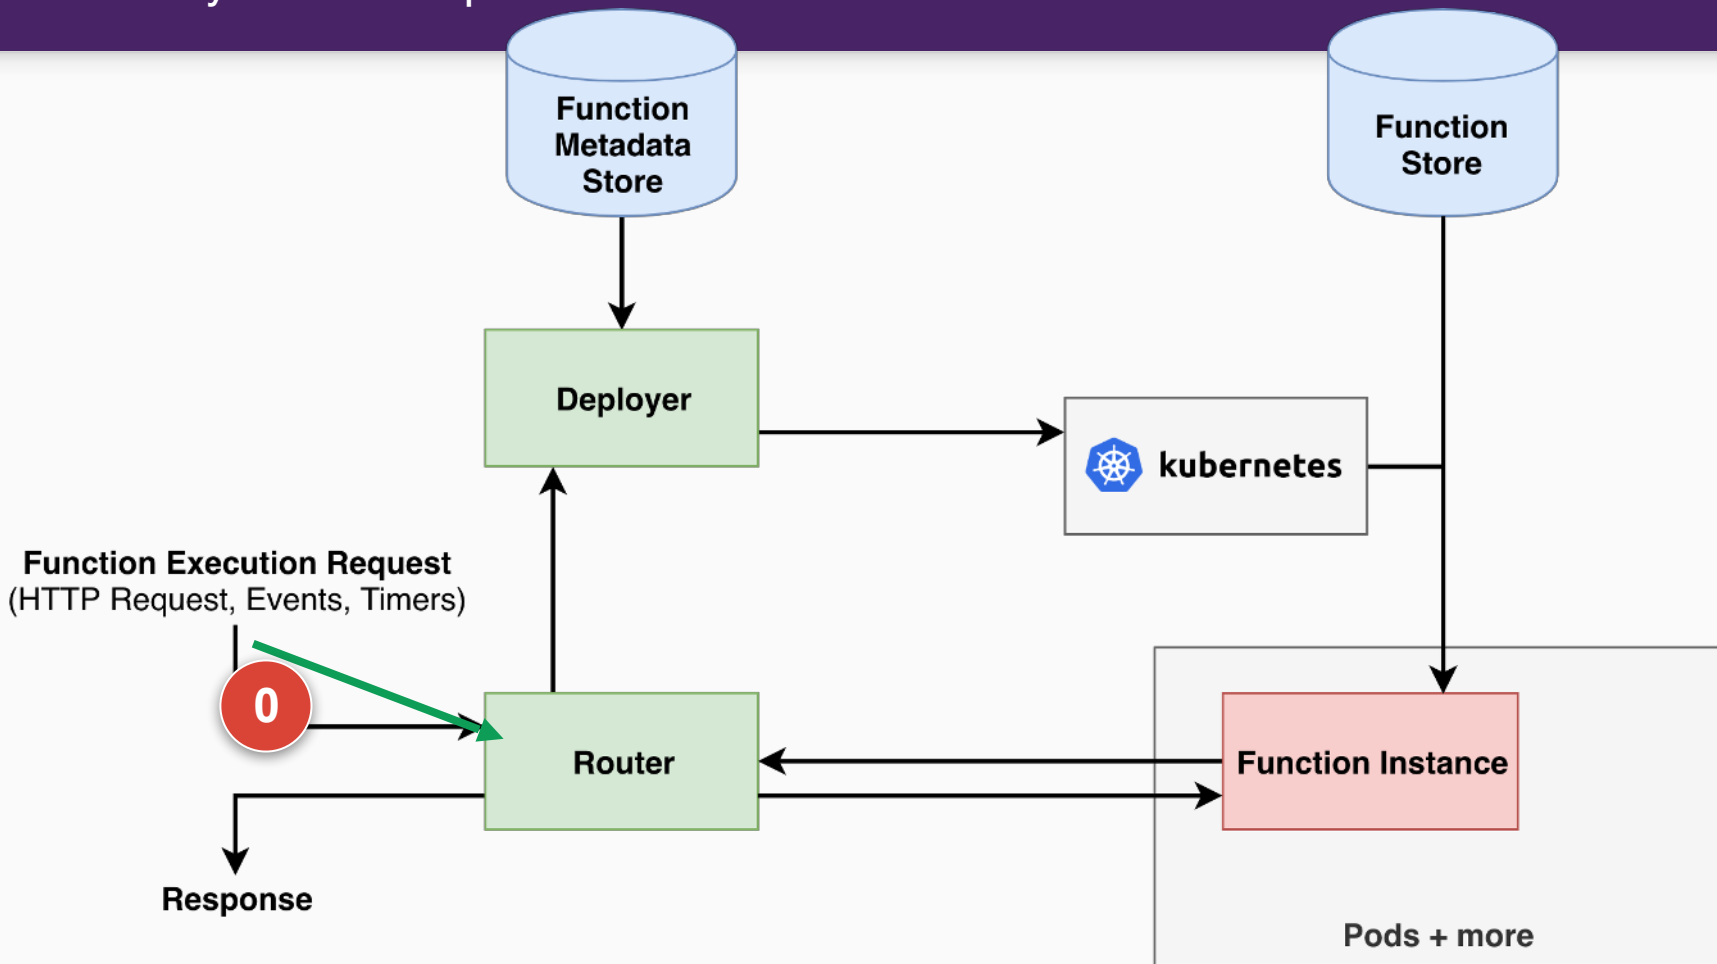 Function
Metadata
Store
Function
Store
Deployer
kubernetes
Function Execution Request
(HTTP Request, Events, Timers)
0
Router
Function Instance
Response
Pods + more